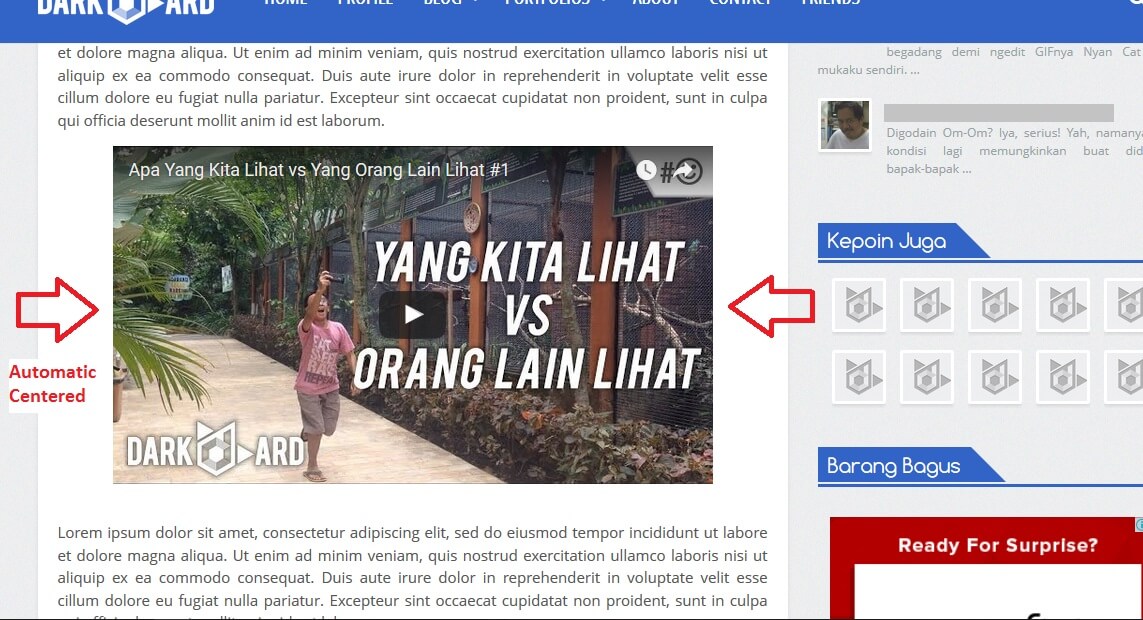 DARK ARD
HOME PROFILE BLOG PORTFOLIOS ABOUT CONTACT FRIENDS
et dolore magna aliqua. Ut enim ad minim veniam, quis nostrud exercitation ullamco laboris nisi ut
aliquip ex ea commodo consequat. Duis aute irure dolor in reprehenderit in voluptate velit esse
cillum dolore eu fugiat nulla pariatur. Excepteur sint occaecat cupidatat non proident, sunt in culpa
qui officia deserunt mollit anim id est laborum.
Apa Yang Kita Lihat vs Yang Orang Lain Lihat #1
#
YANG KITA LIHAT
VS
ORANG LAIN LIHAT
DARK ARD
Automatic
Centered
Lorem ipsum dolor sit amet, consectetur adipiscing elit, sed do eiusmod tempor incididunt ut labore
et dolore magna aliqua. Ut enim ad minim veniam, quis nostrud exercitation ullamco laboris nisi ut
aliquip ex ea commodo consequat. Duis aute irure dolor in reprehenderit in voluptate velit esse
cillum dolore eu fugiat nulla pariatur. Excepteur sint occaecat cupidatat non proident, sunt in culpa
begadang demi ngedit GIFnya Nyan Cat
mukaku sendiri. ...
Digodain Om-Om? Iya, serius! Yah, namanya
kondisi lagi memungkinkan buat did
bapak-bapak ...
Kepoin Juga
Barang Bagus
Ready For Surprise?